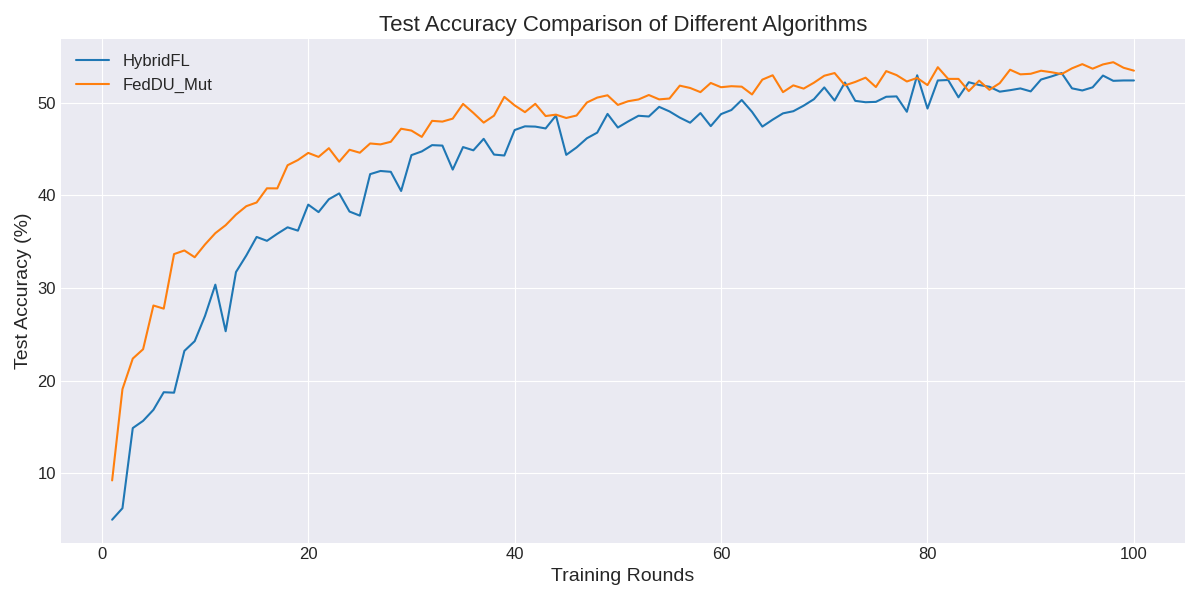 Test Accuracy Comparison of Different Algorithms
HybridFL
FedDU_Mut
50
40
30
20
10
Test Accuracy (%)
0 20 40 60 80 100
Training Rounds